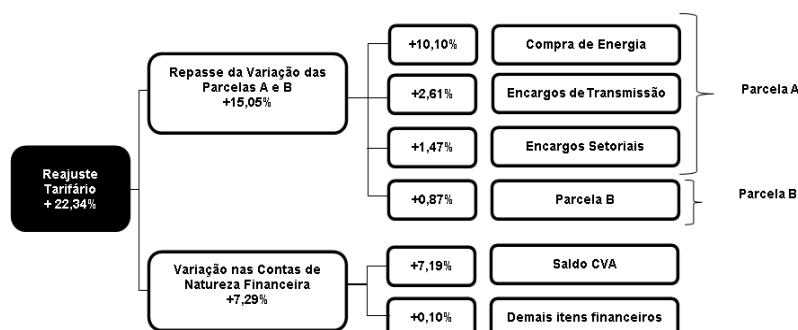 Reajuste
Tarifário
+ 22,34%
Repasse da Variação das
Parcelas A e B
+15,05%
+10,10%
Compra de Energia
+2,61%
Encargos de Transmissão
+1,47%
Encargos Setoriais
Parcela A
+0,87%
Parcela B
Parcela B
Variação nas Contas de
Natureza Financeira
+7,29%
+7,19%
Saldo CVA
+0,10%
Demais itens financeiros